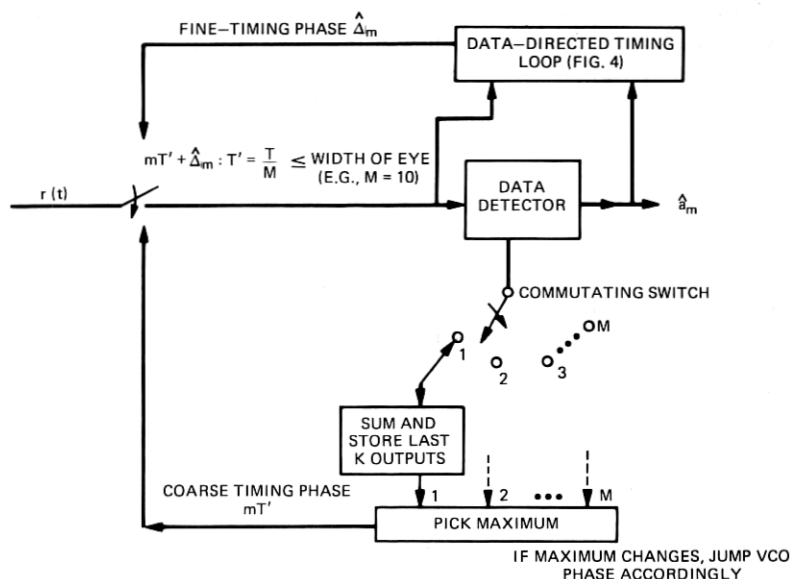 FINE–TIMING PHASE Δ̂m
DATA–DIRECTED TIMING
LOOP (FIG. 4)
mT′ + Δ̂m : T′ = T/M ≤ WIDTH OF EYE
(E.G., M = 10)
r (t)
DATA
DETECTOR
âm
COMMUTATING SWITCH
1
2
3
M
SUM AND
STORE LAST
K OUTPUTS
COARSE TIMING PHASE
mT′
1
2
M
PICK MAXIMUM
IF MAXIMUM CHANGES, JUMP VCO
PHASE ACCORDINGLY